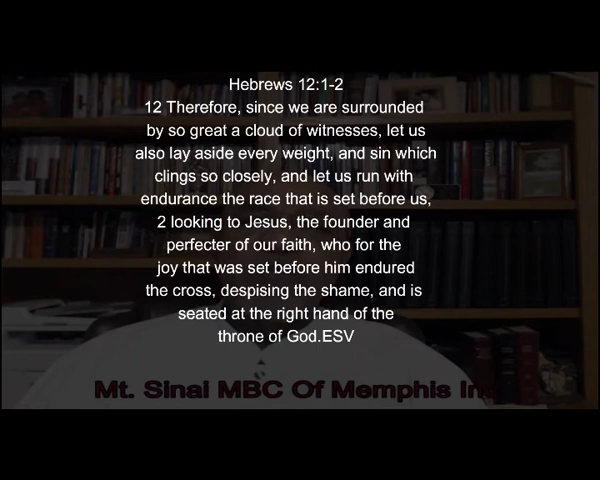 Hebrews 12:1-2
12 Therefore, since we are surrounded
by so great a cloud of witnesses, let us
also lay aside every weight, and sin which
clings so closely, and let us run with
endurance the race that is set before us,
2 looking to Jesus, the founder and
perfecter of our faith, who for the
joy that was set before him endured
the cross, despising the shame, and is
seated at the right hand of the
throne of God.ESV
Mt. Sinai MBC Of Memphis Inc